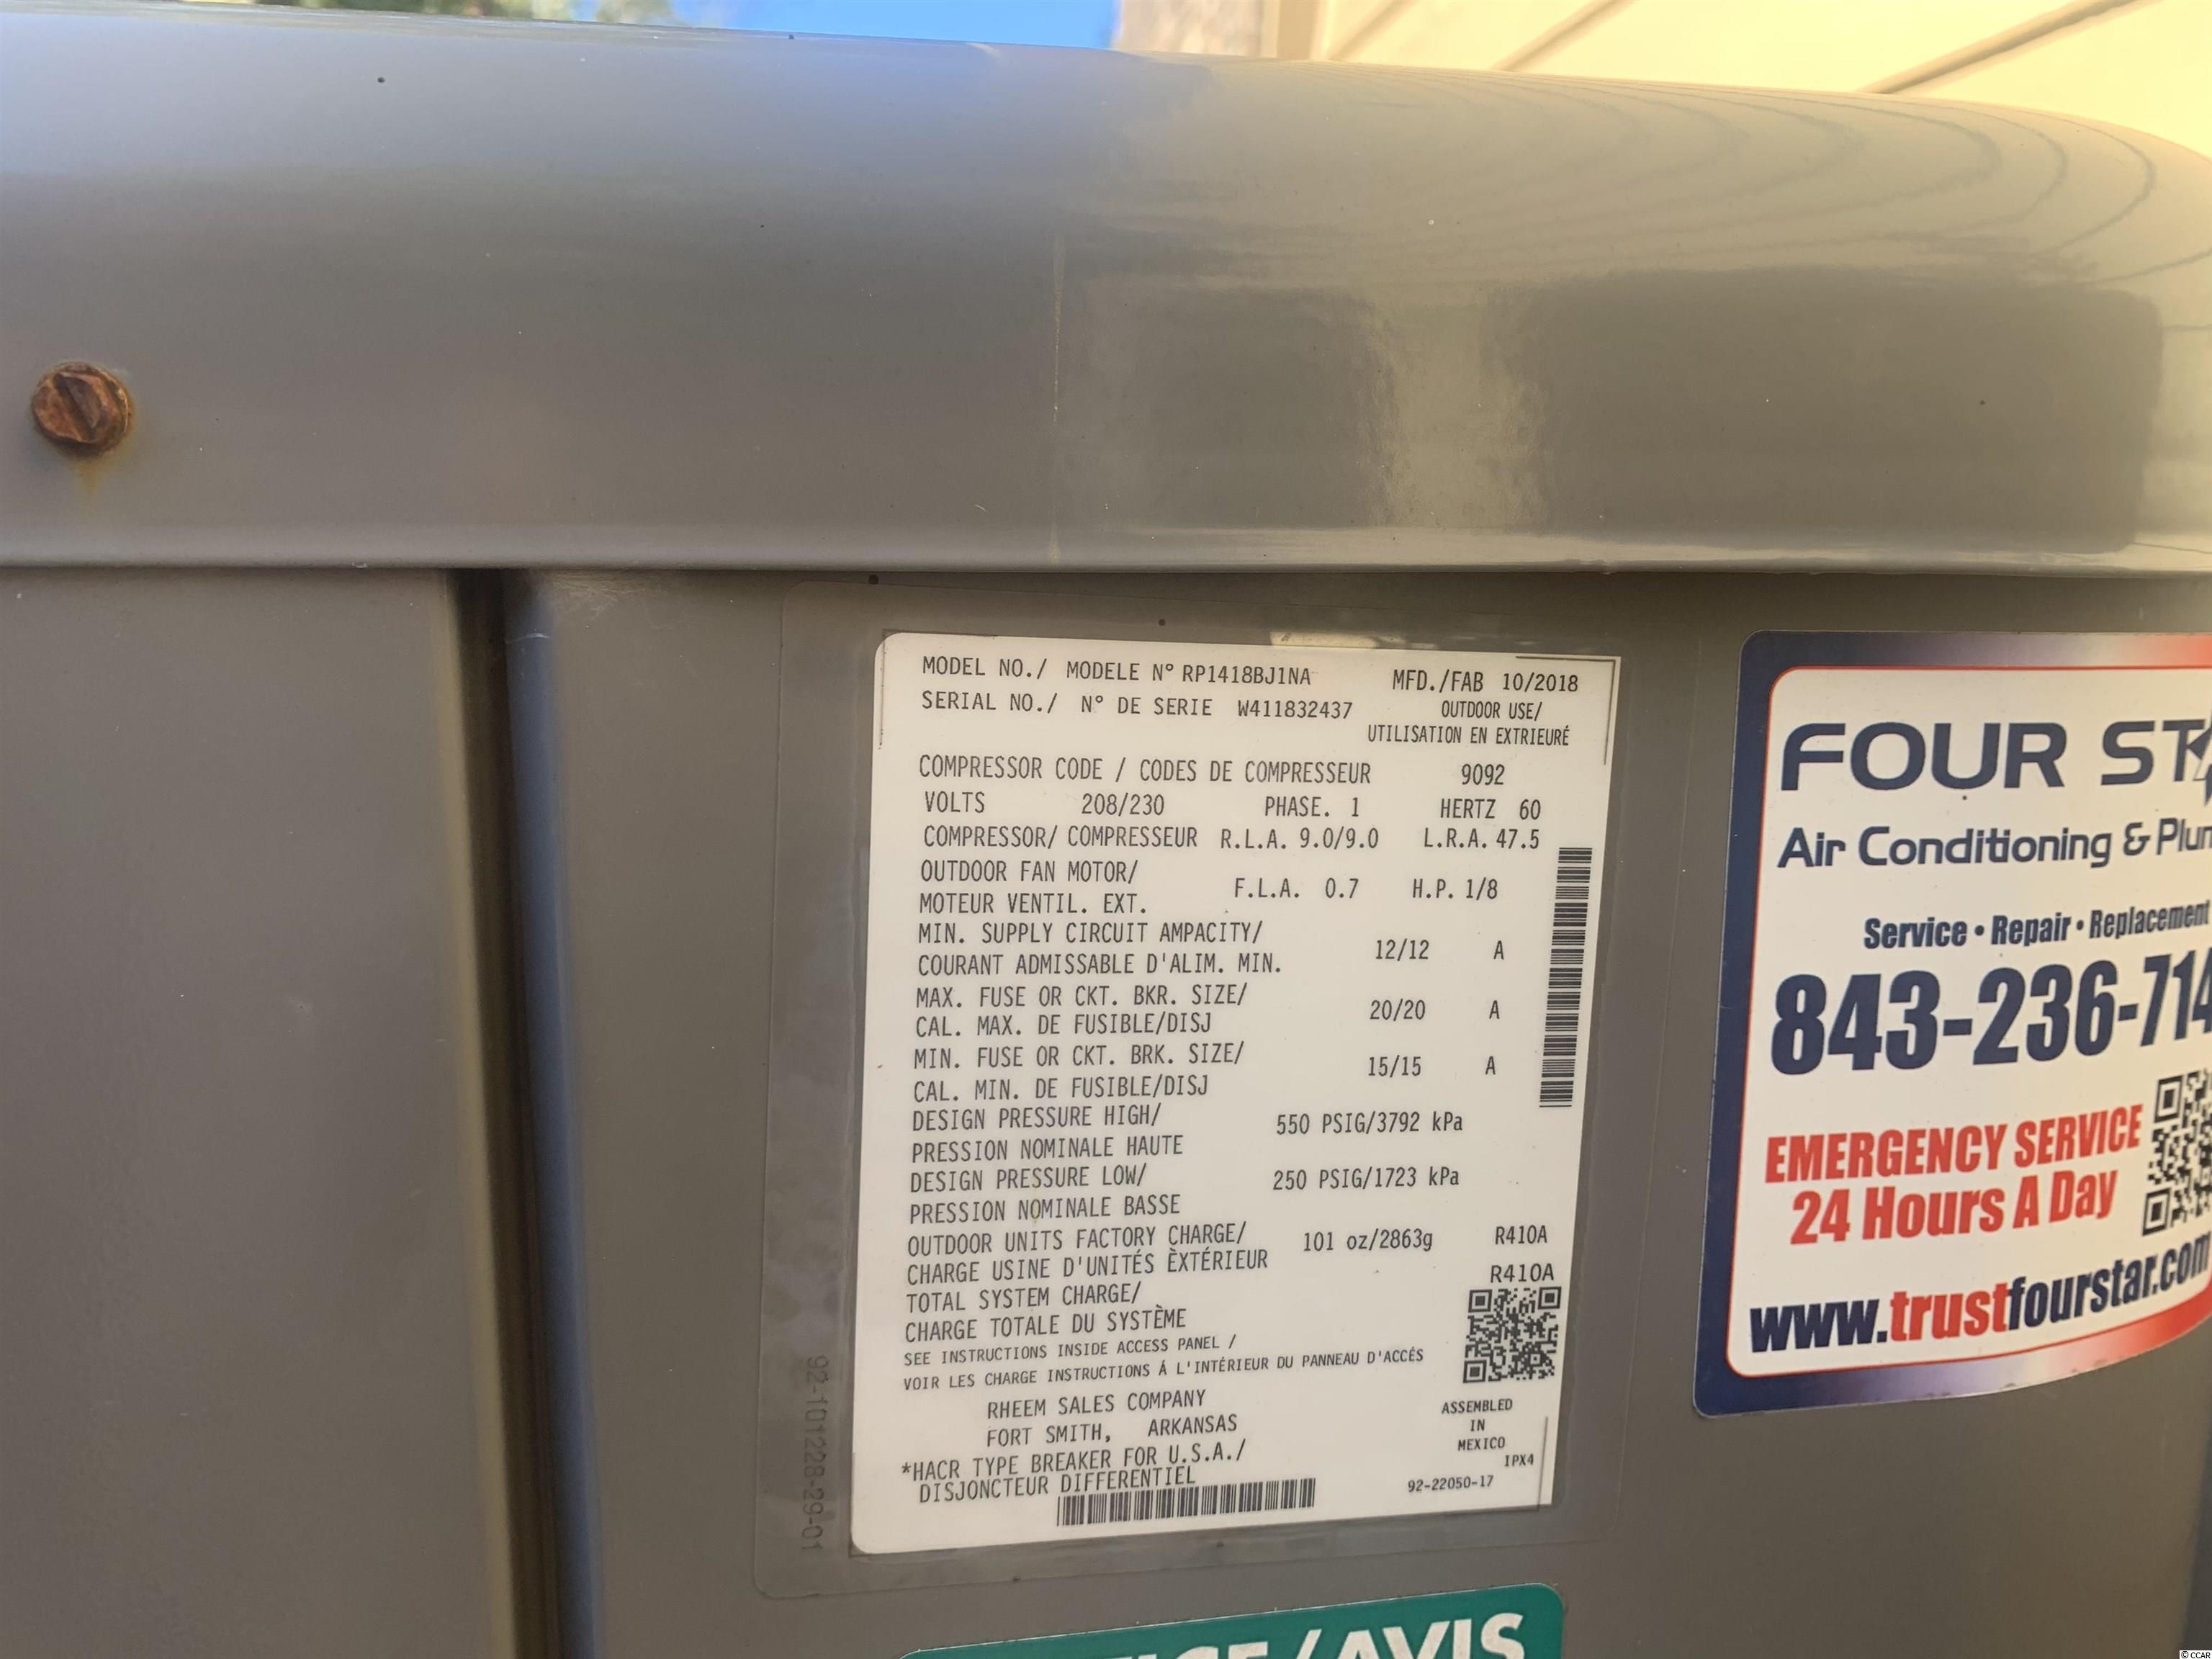 MODEL NO./ MODELE N° RP1418BJ1NA MFD./FAB 10/2018
SERIAL NO./ N° DE SERIE W411832437 OUTDOOR USE/
UTILISATION EN EXTRIEURÉ
COMPRESSOR CODE / CODES DE COMPRESSEUR 9092
VOLTS 208/230 PHASE. 1 HERTZ 60
COMPRESSOR/ COMPRESSEUR R.L.A. 9.0/9.0 L.R.A. 47.5
OUTDOOR FAN MOTOR/
MOTEUR VENTIL. EXT. F.L.A. 0.7 H.P. 1/8
MIN. SUPPLY CIRCUIT AMPACITY/
COURANT ADMISSABLE D'ALIM. MIN. 12/12 A
MAX. FUSE OR CKT. BKR. SIZE/
CAL. MAX. DE FUSIBLE/DISJ 20/20 A
MIN. FUSE OR CKT. BRK. SIZE/
CAL. MIN. DE FUSIBLE/DISJ 15/15 A
DESIGN PRESSURE HIGH/
PRESSION NOMINALE HAUTE 550 PSIG/3792 kPa
DESIGN PRESSURE LOW/
PRESSION NOMINALE BASSE 250 PSIG/1723 kPa
OUTDOOR UNITS FACTORY CHARGE/ 101 oz/2863g R410A
CHARGE USINE D'UNITÉS ÈXTÉRIEUR
TOTAL SYSTEM CHARGE/ R410A
CHARGE TOTALE DU SYSTÈME
SEE INSTRUCTIONS INSIDE ACCESS PANEL /
VOIR LES CHARGE INSTRUCTIONS Á L'INTÉRIEUR DU PANNEAU D'ACCÉS
RHEEM SALES COMPANY
FORT SMITH, ARKANSAS
*HACR TYPE BREAKER FOR U.S.A./
DISJONCTEUR DIFFERENTIEL
ASSEMBLED
IN
MEXICO
IPX4
92-22050-17
92-101228-29-01
FOUR
Air Conditioning &
Service • Repair • Replacement
843-236-714
EMERGENCY SERVICE
24 Hours A Day
www.trustfourstar.com
/AVIS
© CCAR